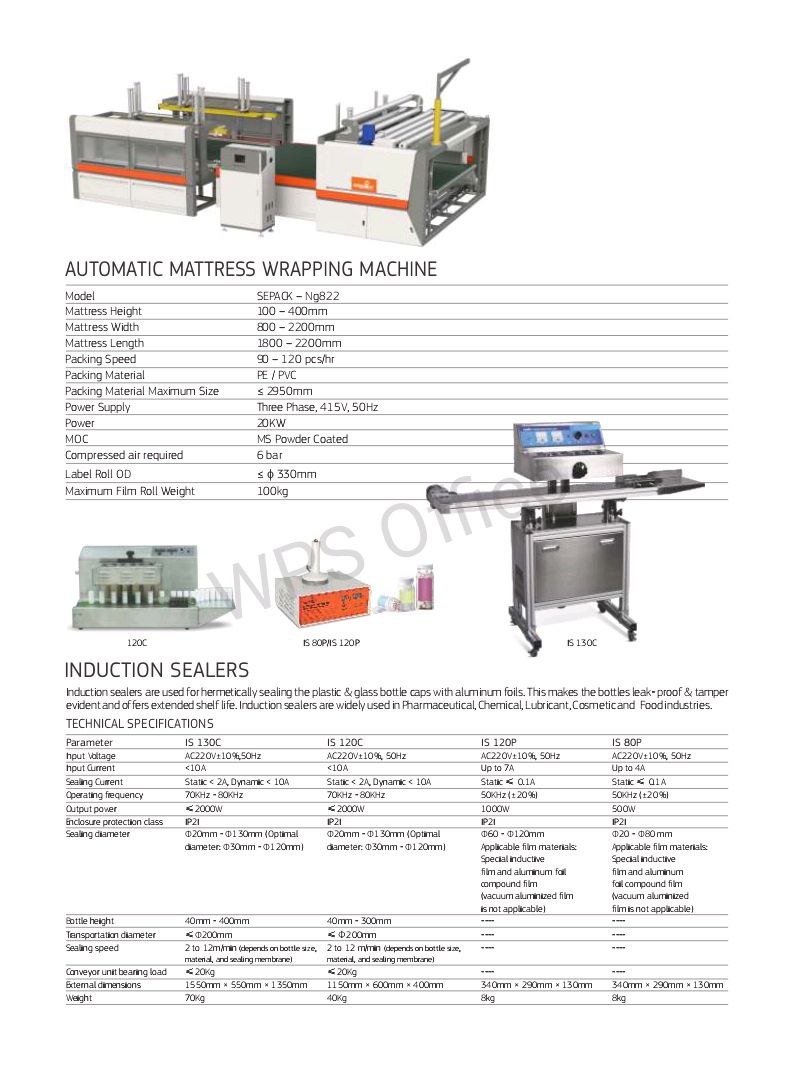 AUTOMATIC MATTRESS WRAPPING MACHINE
Model SEPACK – Ng822
Mattress Height 100 – 400mm
Mattress Width 800 – 2200mm
Mattress Length 1800 – 2200mm
Packing Speed 90 – 120 pcs/hr
Packing Material PE / PVC
Packing Material Maximum Size ≤ 2950mm
Power Supply Three Phase, 415V, 50Hz
Power 20KW
MOC MS Powder Coated
Compressed air required 6 bar
Label Roll OD ≤ ϕ 330mm
Maximum Film Roll Weight 100kg
WPS Office
120C IS 80P/IS 120P IS 130C
INDUCTION SEALERS
Induction sealers are used for hermetically sealing the plastic & glass bottle caps with aluminum foils. This makes the bottles leak-proof & tamper
evident and offers extended shelf life. Induction sealers are widely used in Pharmaceutical, Chemical, Lubricant, Cosmetic and Food industries.
TECHNICAL SPECIFICATIONS
Parameter IS 130C IS 120C IS 120P IS 80P
Input Voltage AC220V±10%,50Hz AC220V±10%, 50Hz AC220V±10%, 50Hz AC220V±10%, 50Hz
Input Current <10A <10A Up to 7A Up to 4A
Sealing Current Static < 2A, Dynamic < 10A Static < 2A, Dynamic < 10A Static ≤ 0.1A Static ≤ 0.1A
Operating frequency 70KHz - 80KHz 70KHz - 80KHz 50KHz (±20%) 50KHz (±20%)
Output power ≤ 2000W ≤ 2000W 1000W 500W
Enclosure protection class IP21 IP21 IP21 IP21
Sealing diameter Φ20mm - Φ130mm (Optimal Φ20mm - Φ130mm (Optimal Φ60 - Φ120mm Φ20 - Φ80mm
diameter: Φ30mm - Φ120mm) diameter: Φ30mm - Φ120mm) Applicable film materials: Applicable film materials:
Special inductive Special inductive
film and aluminum foil film and aluminum
compound film foil compound film
(vacuum aluminized film (vacuum aluminized
is not applicable) film is not applicable)
Bottle height 40mm - 400mm 40mm - 300mm ---- ----
Transportation diameter ≤ Φ200mm ≤ Φ200mm ---- ----
Sealing speed 2 to 12m/min (depends on bottle size, 2 to 12 m/min (depends on bottle size, ---- ----
material, and sealing membrane) material, and sealing membrane)
Conveyor unit bearing load ≤ 20Kg ≤ 20Kg ---- ----
External dimensions 1550mm × 550mm × 1350mm 1150mm × 600mm × 400mm 340mm × 290mm × 130mm 340mm × 290mm × 130mm
Weight 70Kg 40Kg 8kg 8kg